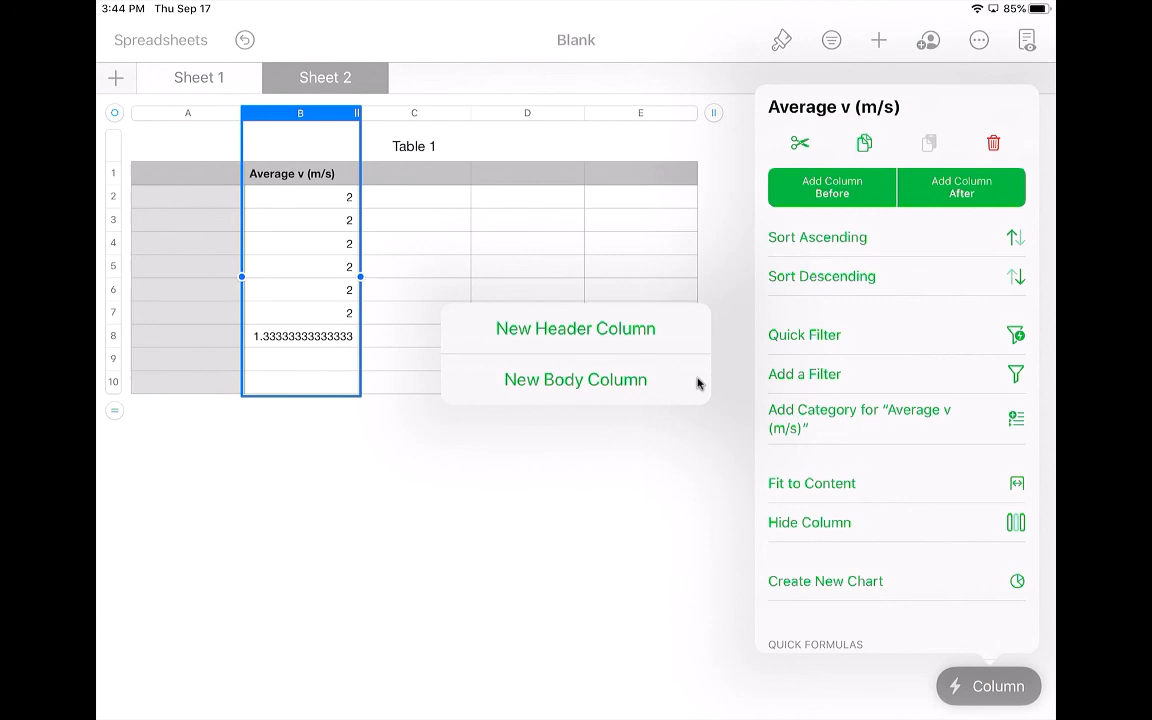 3:44 PM Thu Sep 17
85%
Spreadsheets
Blank
Sheet 1
Sheet 2
A B C D E
Table 1
1 Average v (m/s)
2 2
3 2
4 2
5 2
6 2
7 2
8 1.33333333333333
9
10
New Header Column
New Body Column
Average v (m/s)
Add Column
Before
Add Column
After
Sort Ascending
Sort Descending
Quick Filter
Add a Filter
Add Category for “Average v
(m/s)”
Fit to Content
Hide Column
Create New Chart
QUICK FORMULAS
Column